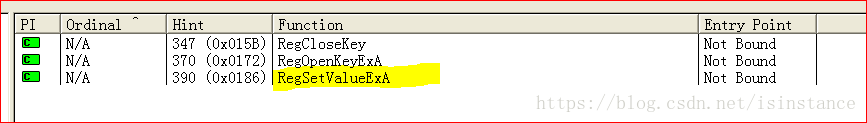 PI Ordinal ^ Hint Function Entry Point
C N/A 347 (0x015B) RegCloseKey Not Bound
C N/A 370 (0x0172) RegOpenKeyExA Not Bound
C N/A 390 (0x0186) RegSetValueExA Not Bound
https://blog.csdn.net/isinstance